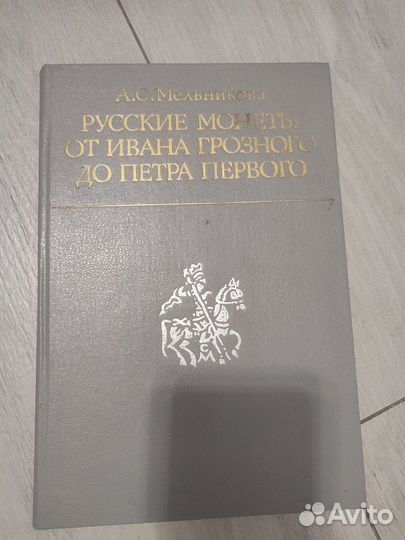 А. С. Мельникова
РУССКИЕ МОНЕТЫ
ОТ ИВАНА ГРОЗНОГО
ДО ПЕТРА ПЕРВОГО
Avito